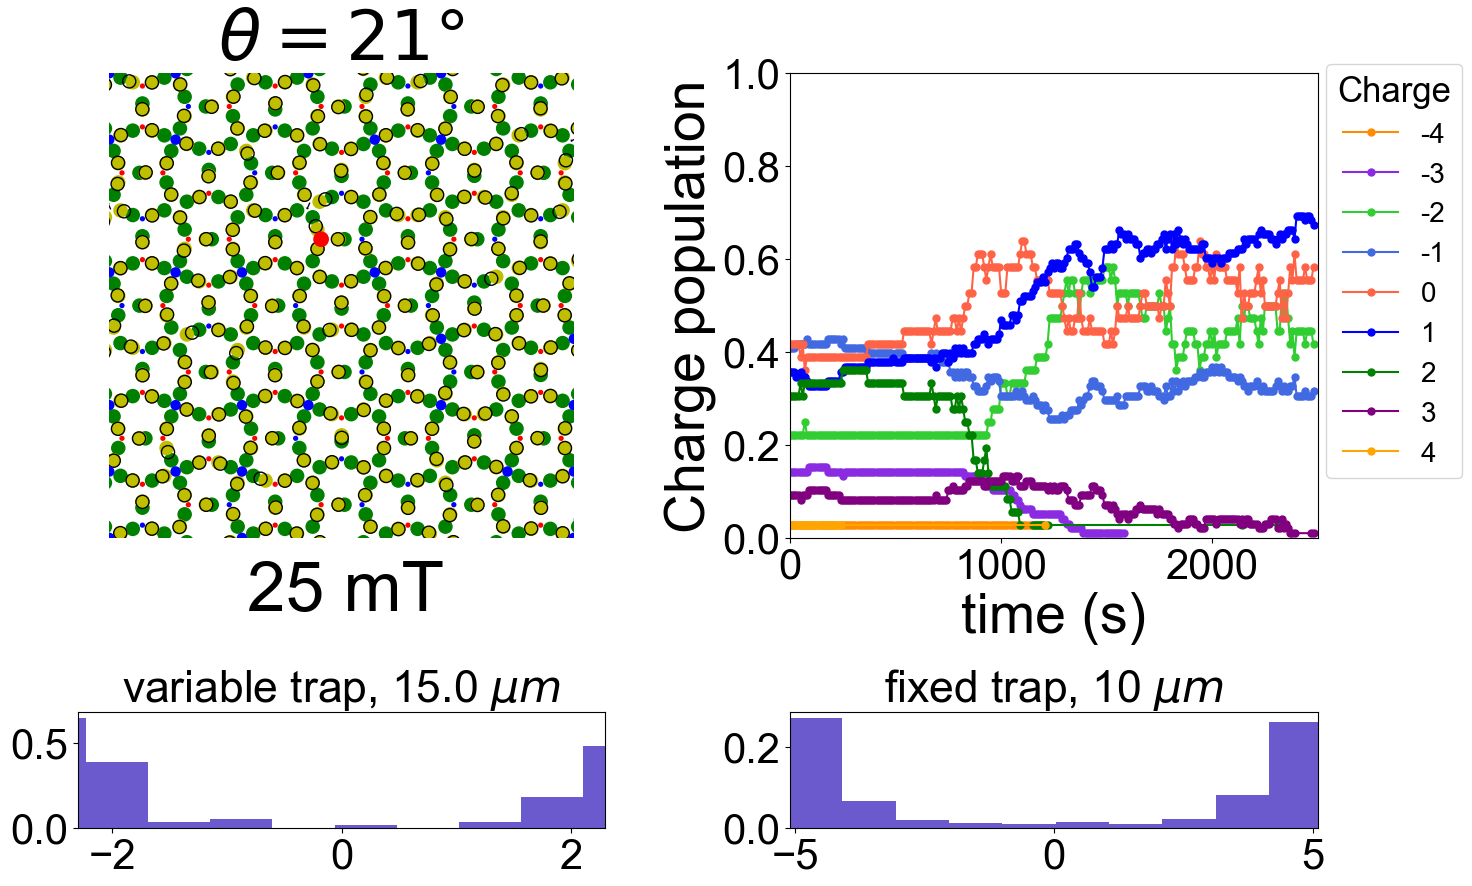 θ = 21°
25 mT
1.0
0.8
0.6
0.4
0.2
0.0
Charge population
0 1000 2000
time (s)
Charge
-4
-3
-2
-1
0
1
2
3
4
variable trap, 15.0 μm
0.5
0.0
−2 0 2
fixed trap, 10 μm
0.2
0.0
−5 0 5